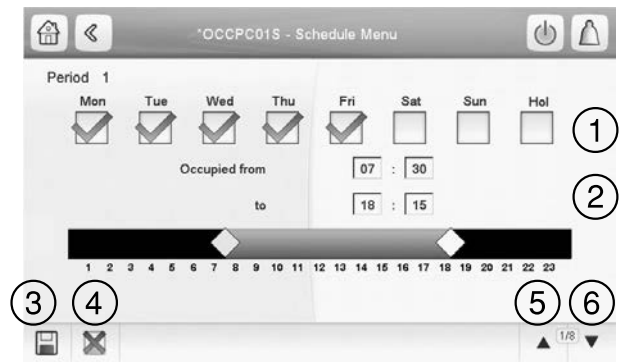 *OCCPC01S - Schedule Menu
Period 1
Mon Tue Wed Thu Fri Sat Sun Hol
1
Occupied from 07 : 30
2
to 18 : 15
1 2 3 4 5 6 7 8 9 10 11 12 13 14 15 16 17 18 19 20 21 22 23
3 4 5 6
1/8